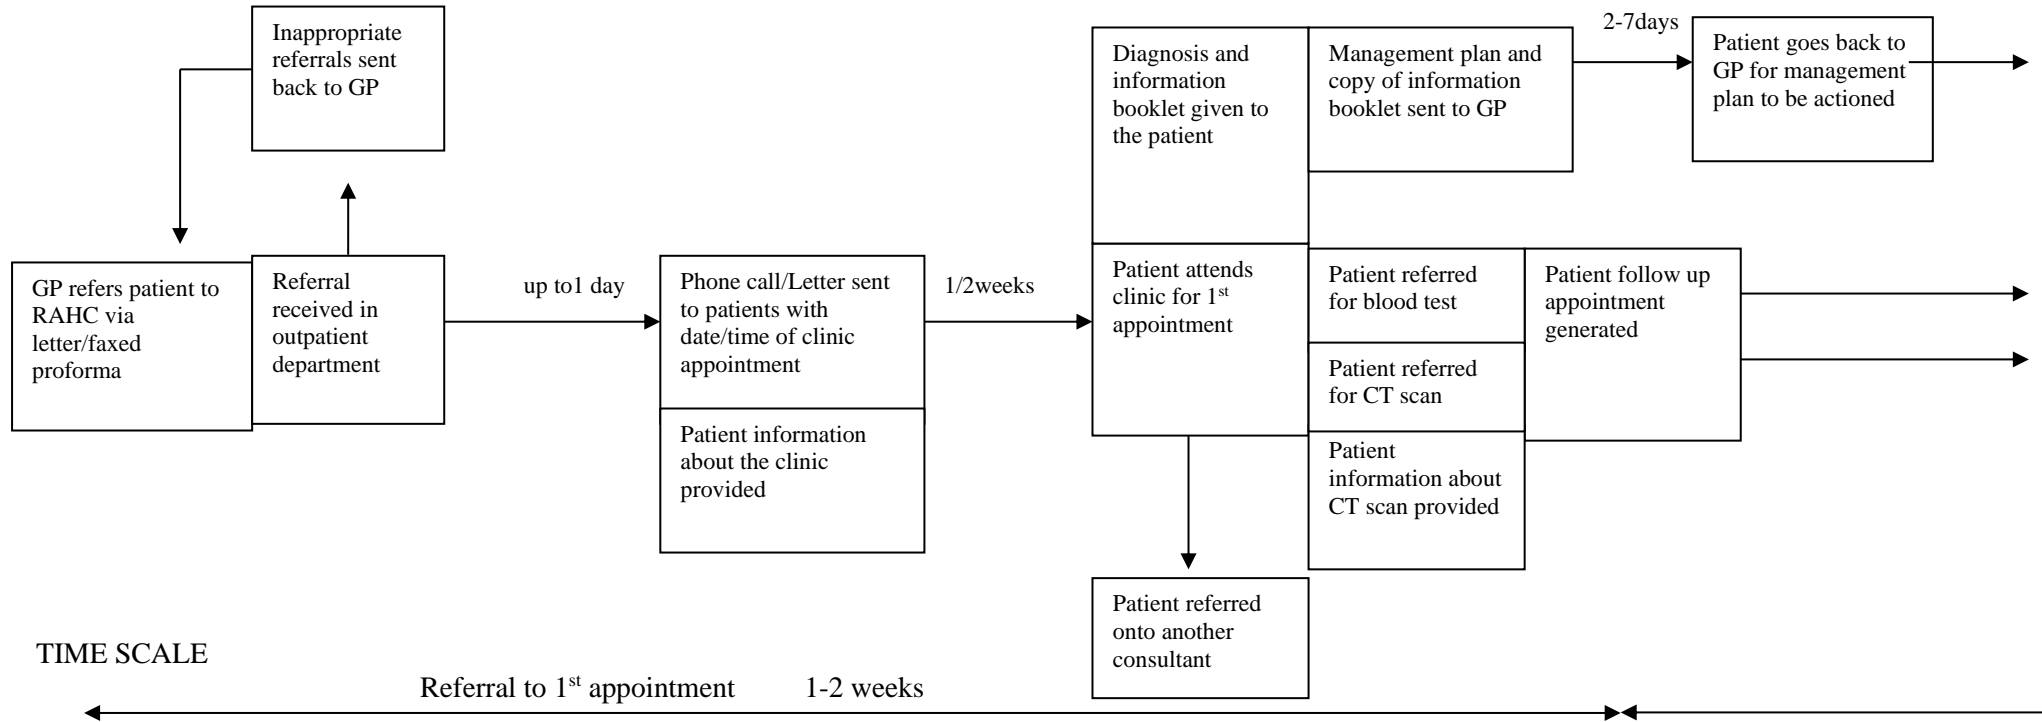 Inappropriate
referrals sent
back to GP
GP refers patient to
RAHC via
letter/faxed
proforma
Referral
received in
outpatient
department
up to1 day
Phone call/Letter sent
to patients with
date/time of clinic
appointment
Patient information
about the clinic
provided
1/2weeks
Diagnosis and
information
booklet given to
the patient
Management plan and
copy of information
booklet sent to GP
2-7days
Patient goes back to
GP for management
plan to be actioned
Patient attends
clinic for 1st
appointment
Patient referred
for blood test
Patient referred
for CT scan
Patient
information about
CT scan provided
Patient follow up
appointment
generated
Patient referred
onto another
consultant
TIME SCALE
Referral to 1st appointment 1-2 weeks